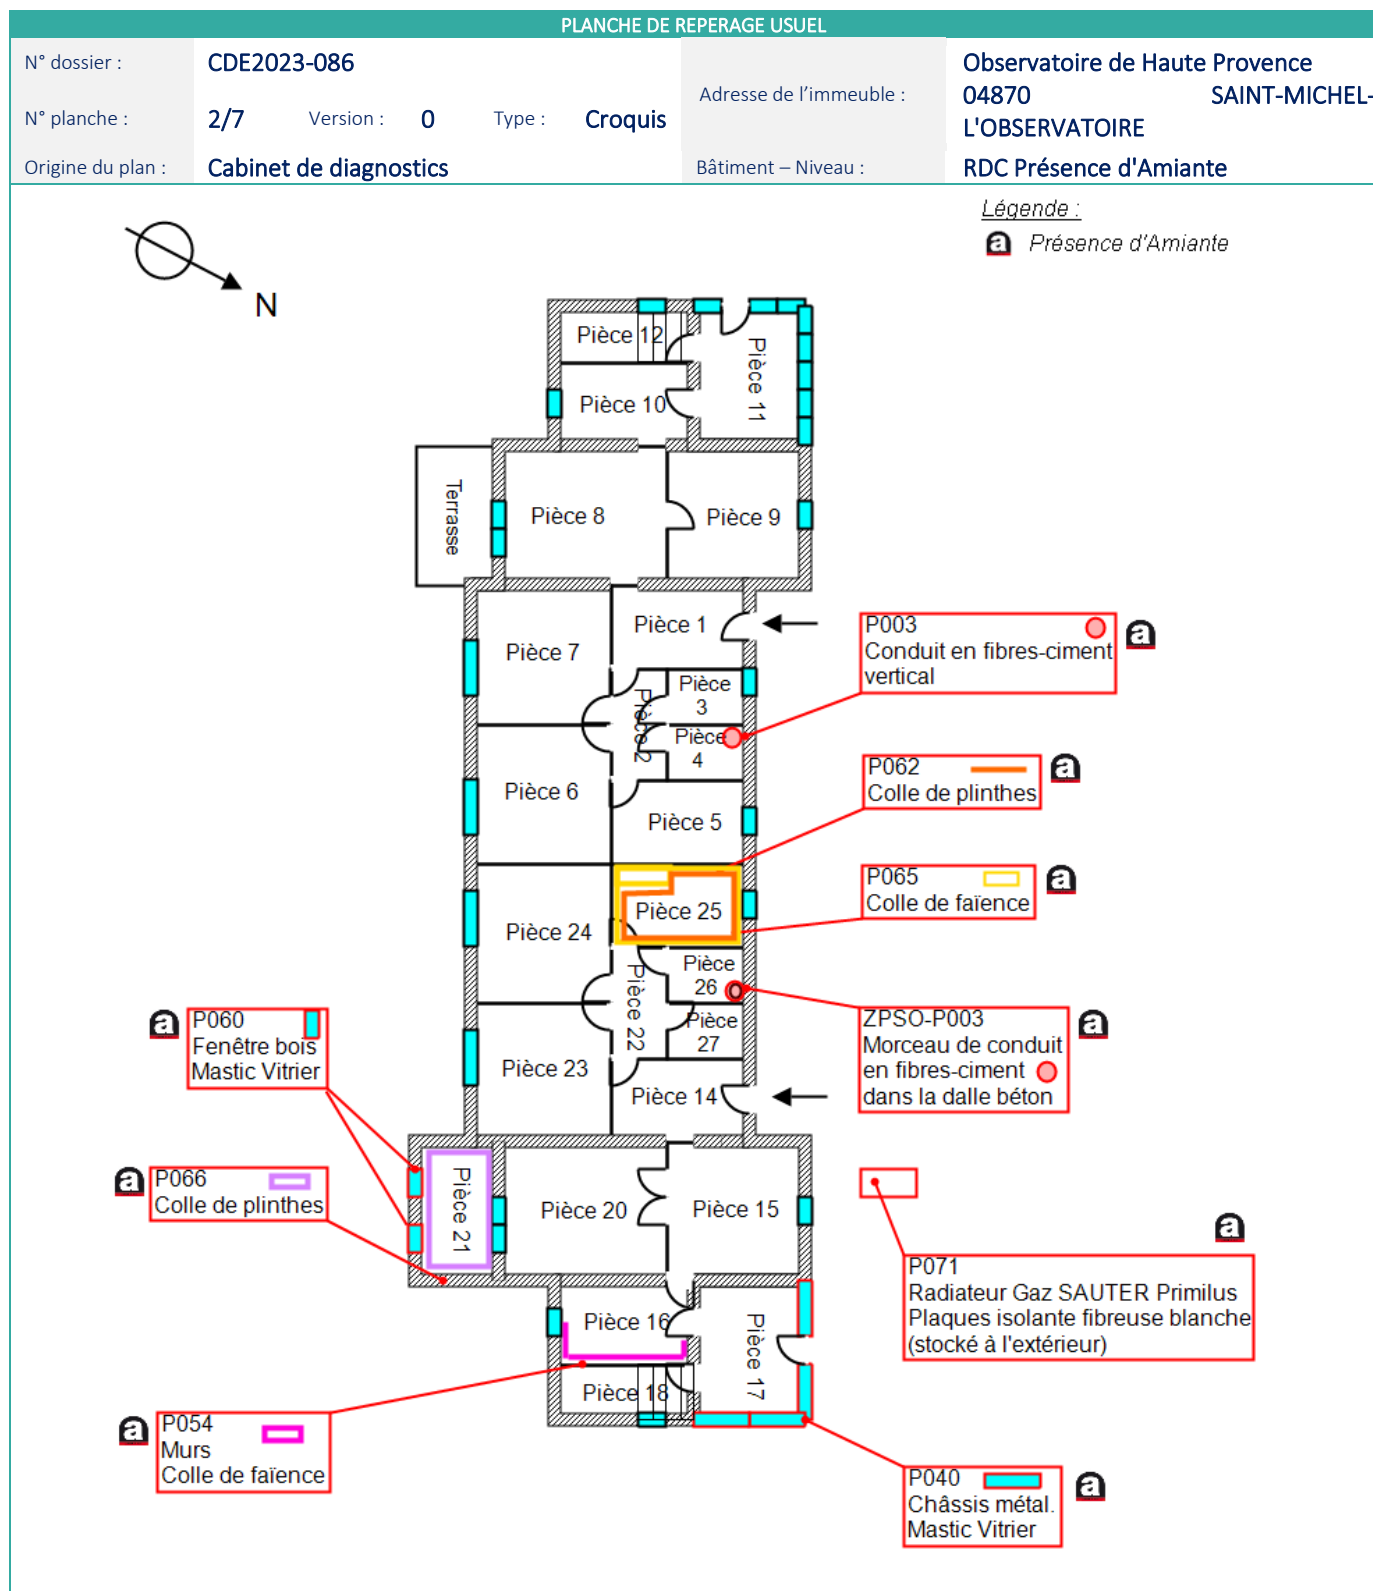 PLANCHE DE REPERAGE USUEL
N° dossier :
CDE2023-086
N° planche :
2/7
Version :
0
Type :
Croquis
Adresse de l'immeuble :
Observatoire de Haute Provence
04870 SAINT-MICHEL-
L'OBSERVATOIRE
Origine du plan :
Cabinet de diagnostics
Bâtiment – Niveau :
RDC Présence d'Amiante
Légende :
a Présence d'Amiante
N
Pièce 12
Pièce 11
Pièce 10
Terrasse
Pièce 8
Pièce 9
Pièce 1
Pièce 7
Pièce 2
Pièce
3
Pièce
4
Pièce 6
Pièce 5
Pièce 25
Pièce 24
Pièce 22
Pièce
26
Pièce
27
Pièce 23
Pièce 14
Pièce 21
Pièce 20
Pièce 15
Pièce 16
Pièce 17
Pièce 18
P003
Conduit en fibres-ciment
vertical
a
P062
Colle de plinthes
a
P065
Colle de faïence
a
ZPSO-P003
Morceau de conduit
en fibres-ciment
dans la dalle béton
a
a
P071
Radiateur Gaz SAUTER Primilus
Plaques isolante fibreuse blanche
(stocké à l'extérieur)
P040
Châssis métal.
Mastic Vitrier
a
a
P060
Fenêtre bois
Mastic Vitrier
a
P066
Colle de plinthes
a
P054
Murs
Colle de faïence